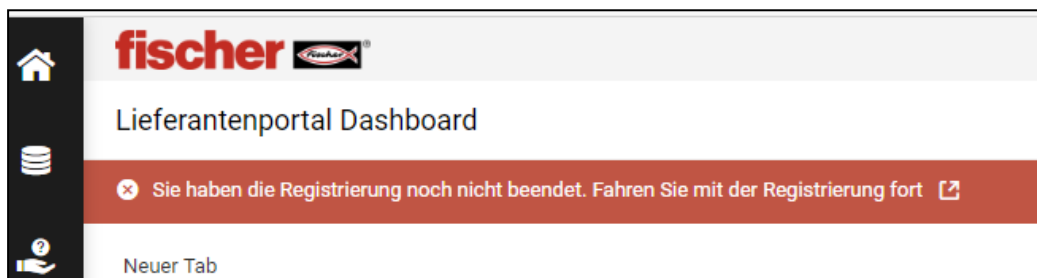 fischer
Lieferantenportal Dashboard
Sie haben die Registrierung noch nicht beendet. Fahren Sie mit der Registrierung fort
Neuer Tab